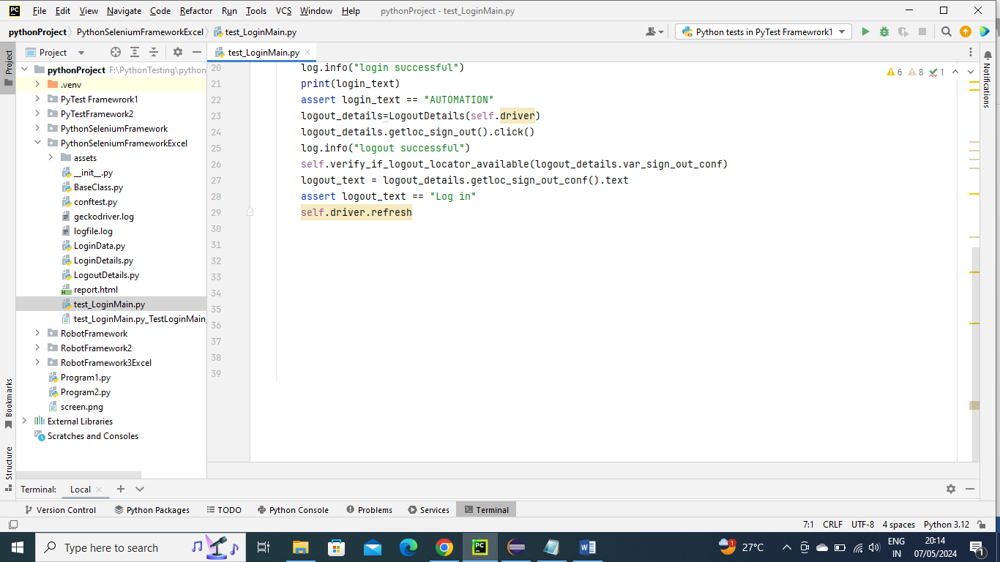 PC File Edit View Navigate Code Refactor Run Tools VCS Window Help pythonProject - test_LoginMain.py
pythonProject PythonSeleniumFrameworkExcel test_LoginMain.py Python tests in PyTest Framewrork1
Project
Project
test_LoginMain.py
Notifications
pythonProject F:\PythonTesting\python
.venv
PyTest Framewrork1
PyTestFramework2
PythonSeleniumFramework
PythonSeleniumFrameworkExcel
assets
__init__.py
BaseClass.py
conftest.py
geckodriver.log
logfile.log
LoginData.py
LoginDetails.py
LogoutDetails.py
report.html
test_LoginMain.py
test_LoginMain.py_TestLoginMain_
RobotFramework
RobotFramework2
RobotFramework3Excel
Program1.py
Program2.py
screen.png
External Libraries
Scratches and Consoles
Bookmarks
Structure
6 8 1
20 log.info("login successful")
21 print(login_text)
22 assert login_text == "AUTOMATION"
23 logout_details=LogoutDetails(self.driver)
24 logout_details.getloc_sign_out().click()
25 log.info("logout successful")
26 self.verify_if_logout_locator_available(logout_details.var_sign_out_conf)
27 logout_text = logout_details.getloc_sign_out_conf().text
28 assert logout_text == "Log in"
29 self.driver.refresh
30
31
32
33
34
35
36
37
38
39
Terminal: Local
Version Control Python Packages TODO Python Console Problems Services Terminal
7:1 CRLF UTF-8 4 spaces Python 3.12
Type here to search
PC
27°C
ENG
IN
20:14
07/05/2024
1